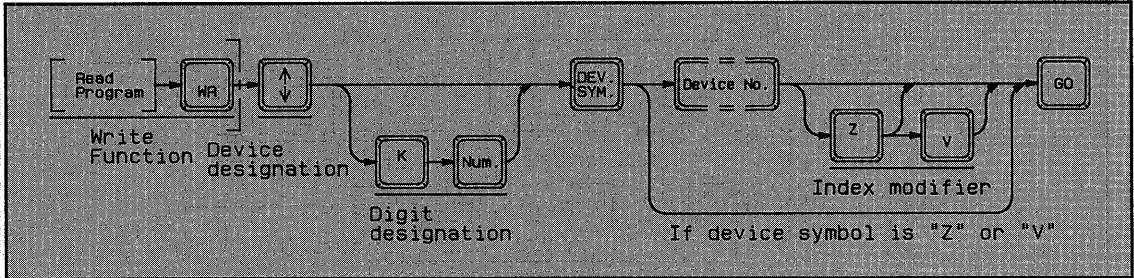 Read
Program
WR
↑
↓
DEV.
SYM.
Device No.
GO
Write
Function
Device
designation
K
Num.
Z
V
Digit
designation
Index modifier
If device symbol is "Z" or "V"